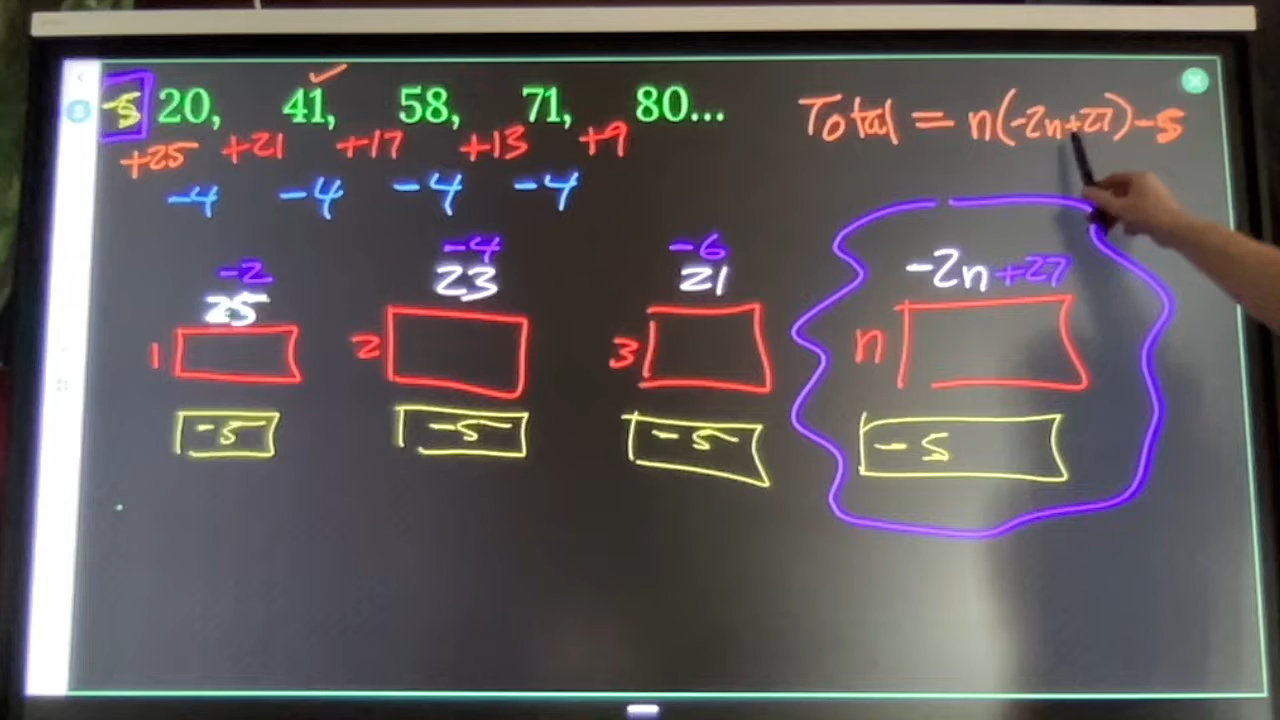 -5 20, 41, 58, 71, 80...
Total = n(-2n+27)-5
+25 +21 +17 +13 +9
-4 -4 -4 -4
-2 -4 -6
25 23 21 -2n+27
1 2 3 n
-5 -5 -5 -5